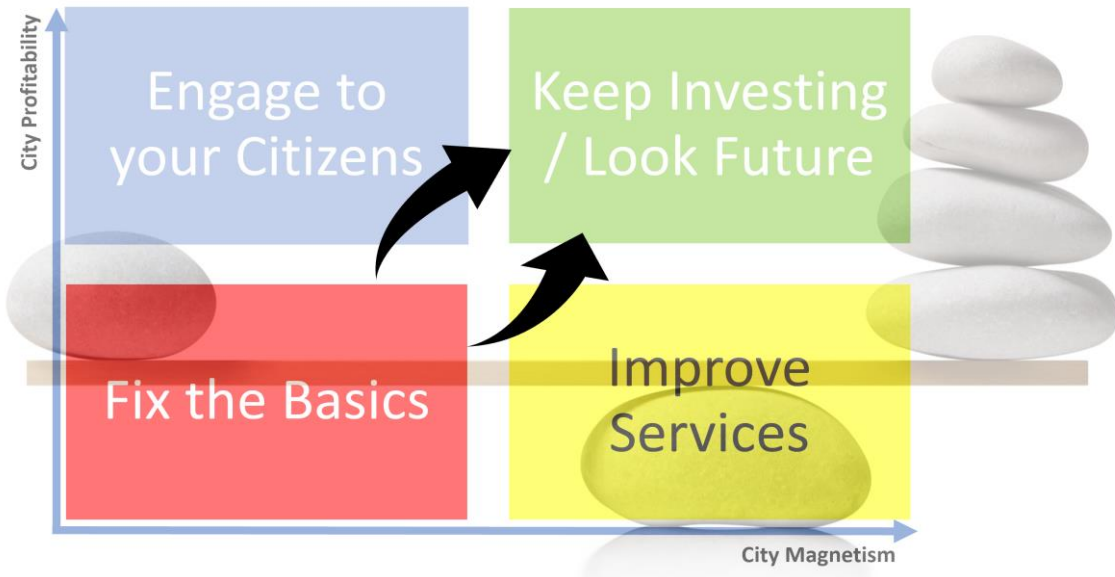 City Profitability
Engage to
your Citizens
Keep Investing
/ Look Future
Fix the Basics
Improve
Services
City Magnetism